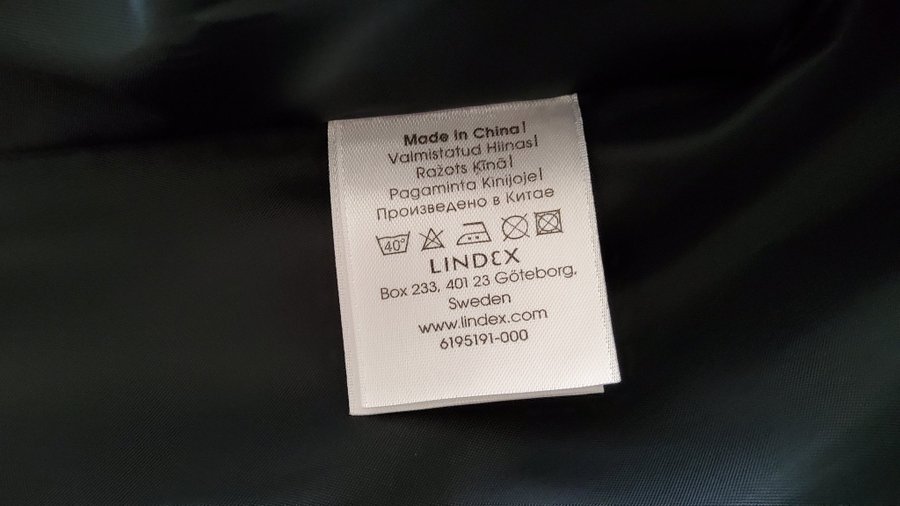 Made in China|
Valmistatud Hiinas|
Ražots Ķīnā|
Pagaminta Kinijoje|
Произведено в Китае
40°
LINDEX
Box 233, 401 23 Göteborg,
Sweden
www.lindex.com
6195191-000